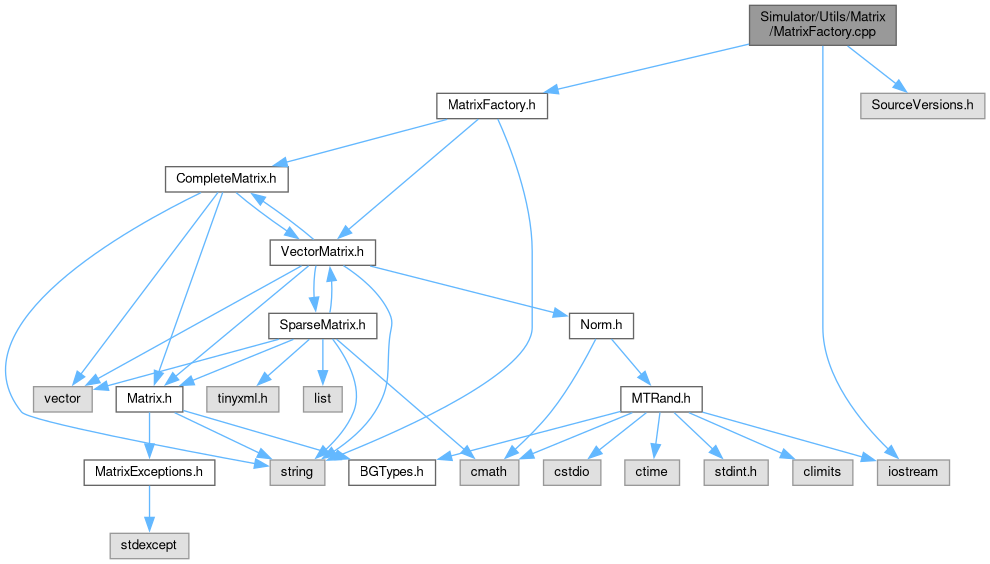 Simulator/Utils/Matrix
/MatrixFactory.cpp
MatrixFactory.h
SourceVersions.h
CompleteMatrix.h
VectorMatrix.h
SparseMatrix.h
Norm.h
vector
Matrix.h
tinyxml.h
list
MTRand.h
MatrixExceptions.h
string
BGTypes.h
cmath
cstdio
ctime
stdint.h
climits
iostream
stdexcept